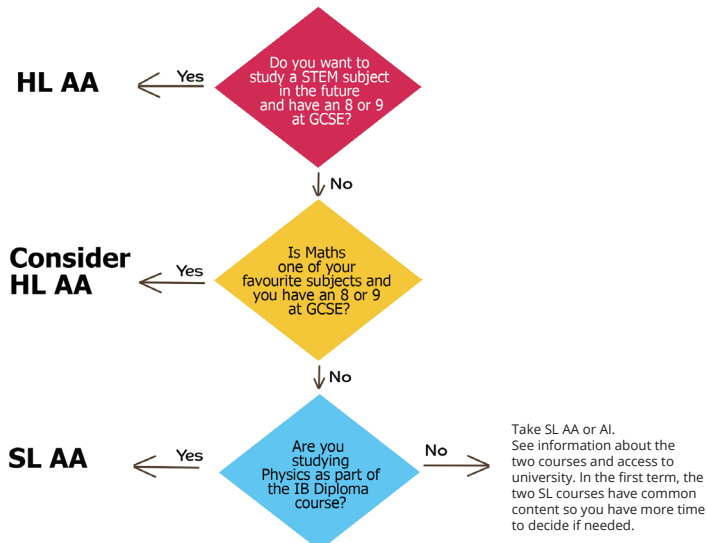 Do you want to
study a STEM subject
in the future
and have an 8 or 9
at GCSE?
HL AA
Yes
No
Is Maths
one of your
favourite subjects and
you have an 8 or 9
at GCSE?
Consider
HL AA
Yes
No
Are you
studying
Physics as part of
the IB Diploma
course?
SL AA
Yes
No
Take SL AA or AI.
See information about the
two courses and access to
university. In the first term, the
two SL courses have common
content so you have more time
to decide if needed.